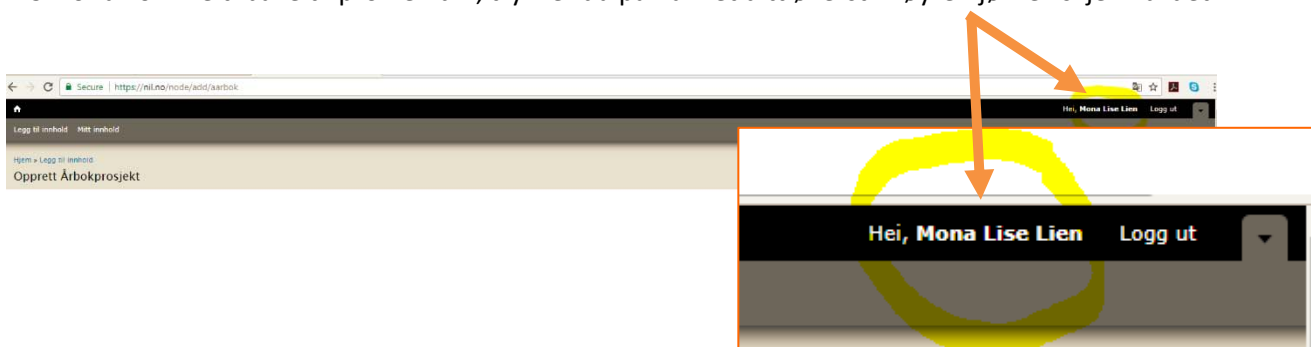 Secure | https://nil.no/node/add/aarbok
Hei, Mona Lise Lien Logg ut
Legg til innhold Mitt innhold
Hjem » Legg til innhold
Opprett Årbokprosjekt
Hei, Mona Lise Lien Logg ut